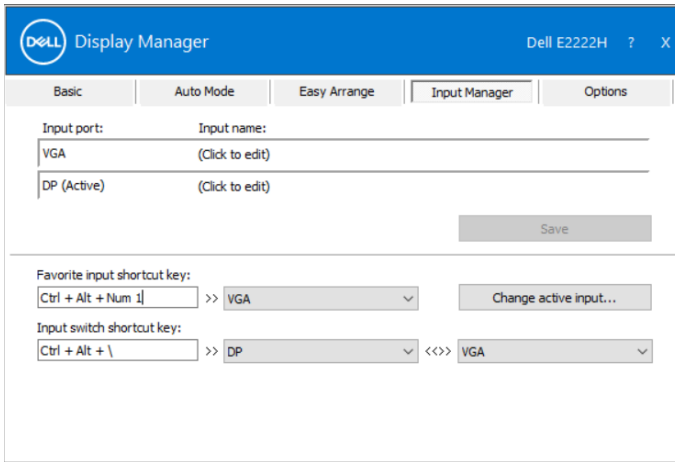 DELL Display Manager Dell E2222H ? X
Basic Auto Mode Easy Arrange Input Manager Options
Input port: Input name:
VGA (Click to edit)
DP (Active) (Click to edit)
Save
Favorite input shortcut key:
Ctrl + Alt + Num 1 >> VGA Change active input...
Input switch shortcut key:
Ctrl + Alt + \ >> DP <<>> VGA